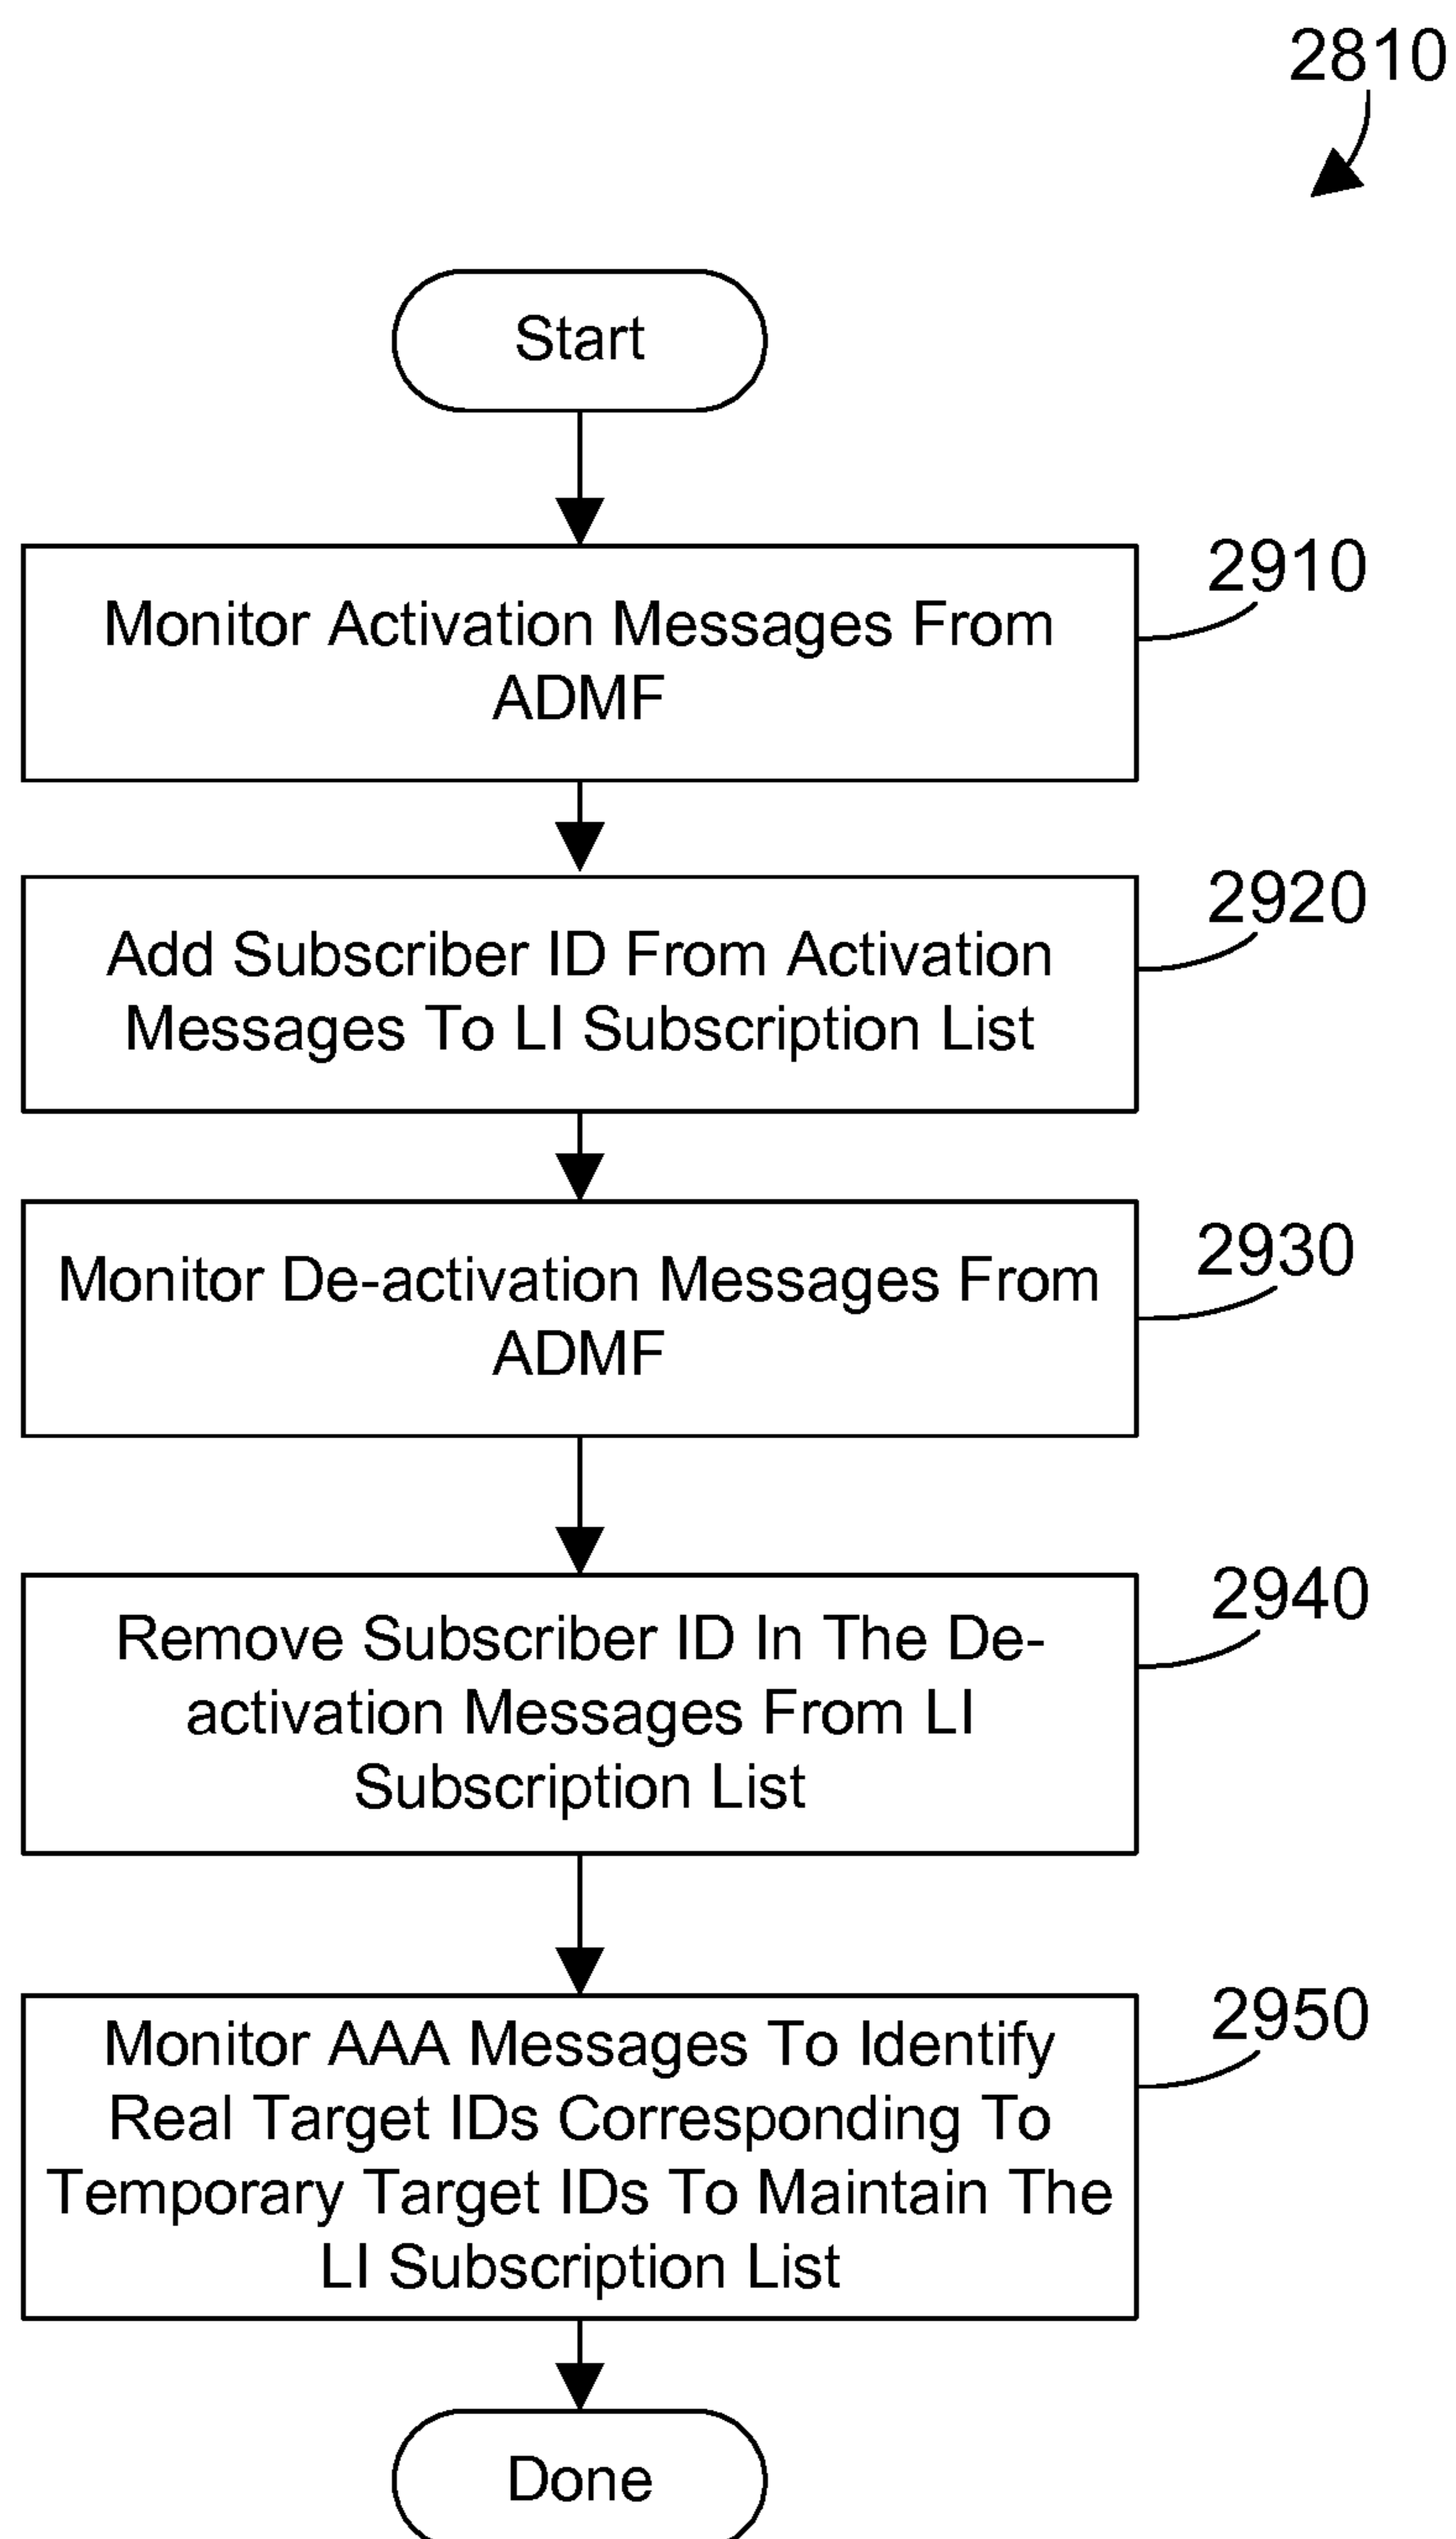 2810
Start
2910
Monitor Activation Messages From
ADMF
2920
Add Subscriber ID From Activation
Messages To LI Subscription List
2930
Monitor De-activation Messages From
ADMF
2940
Remove Subscriber ID In The De-
activation Messages From LI
Subscription List
2950
Monitor AAA Messages To Identify
Real Target IDs Corresponding To
Temporary Target IDs To Maintain The
LI Subscription List
Done